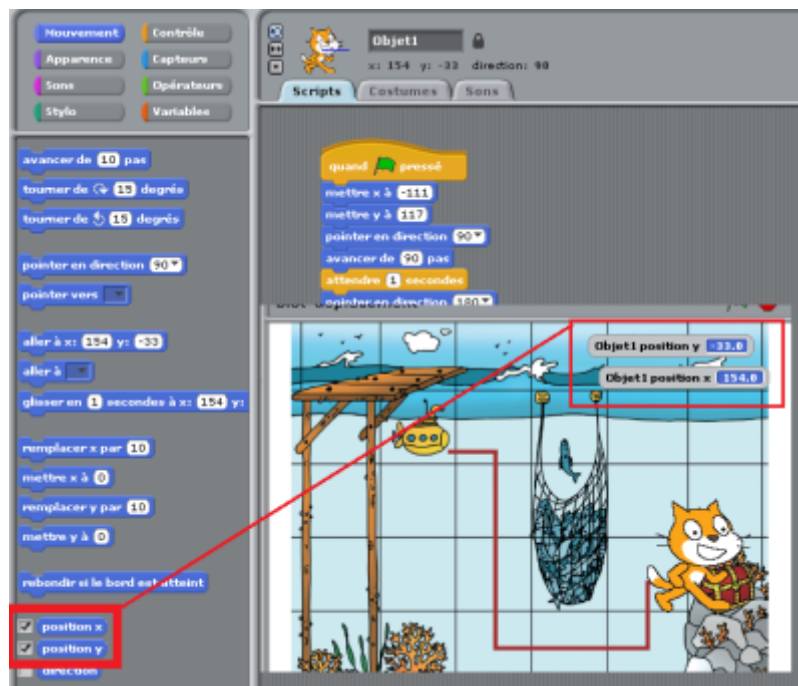 Mouvement Contrôle
Apparence Capteurs
Sons Opérateurs
Stylo Variables
Objet1
x: 154 y: -33 direction: 90
Scripts Costumes Sons
avancer de 10 pas
tourner de 15 degrés
tourner de 15 degrés
pointer en direction 90
pointer vers
aller à x: 154 y: -33
aller à
glisser en 1 secondes à x: 154 y:
remplacer x par 10
mettre x à 0
remplacer y par 10
mettre y à 0
rebondir si le bord est atteint
position x
position y
direction
quand pressé
mettre x à -111
mettre y à 117
pointer en direction 90
avancer de 90 pas
attendre 1 secondes
pointer en direction 180
Objet1 position y -33.0
Objet1 position x 154.0